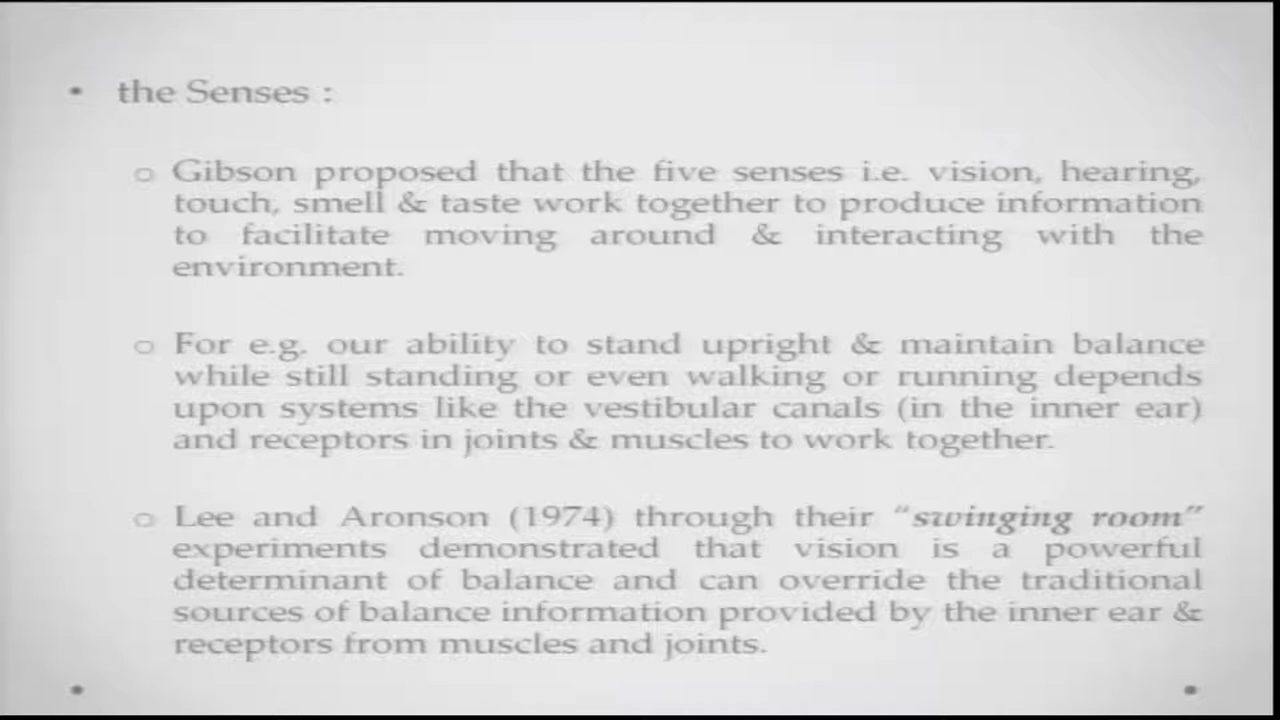 • the Senses :
o Gibson proposed that the five senses i.e. vision, hearing,
touch, smell & taste work together to produce information
to facilitate moving around & interacting with the
environment.
o For e.g. our ability to stand upright & maintain balance
while still standing or even walking or running depends
upon systems like the vestibular canals (in the inner ear)
and receptors in joints & muscles to work together.
o Lee and Aronson (1974) through their “swinging room”
experiments demonstrated that vision is a powerful
determinant of balance and can override the traditional
sources of balance information provided by the inner ear &
receptors from muscles and joints.